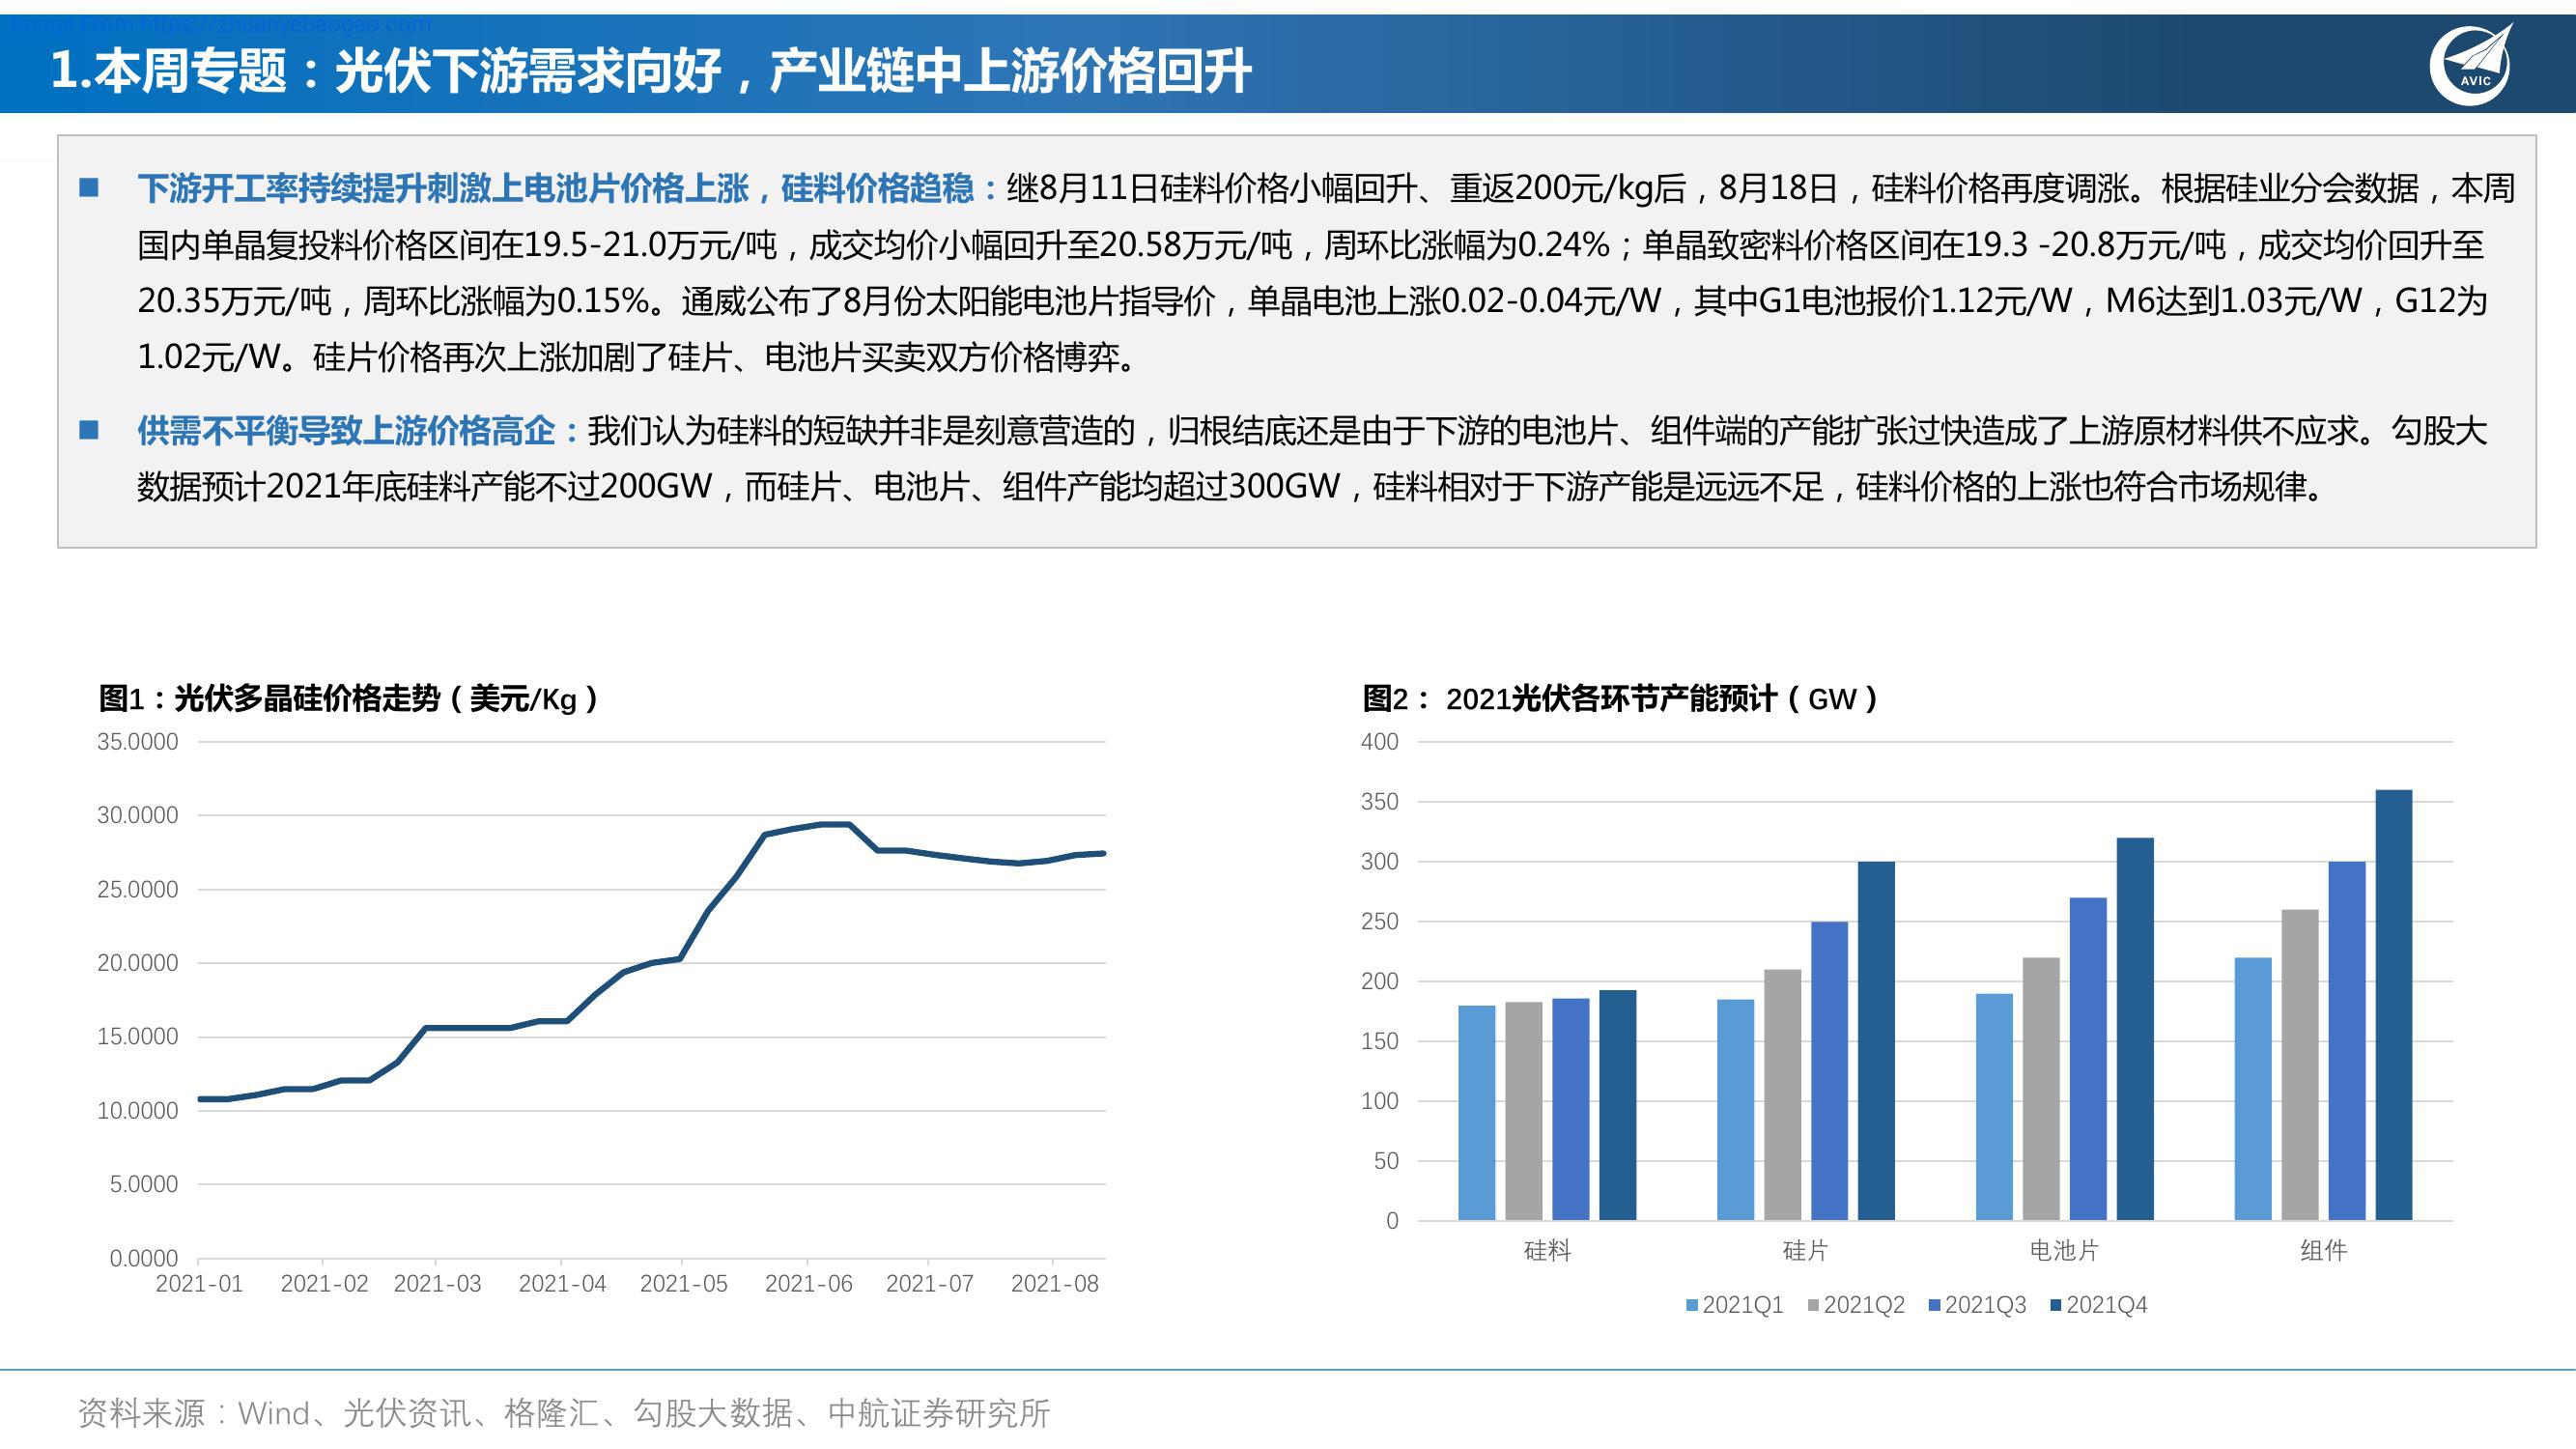 Image From https://zhuanyebaogao.com
1.本周专题：光伏下游需求向好，产业链中上游价格回升
AVIC
■ 下游开工率持续提升刺激上电池片价格上涨，硅料价格趋稳：继8月11日硅料价格小幅回升、重返200元/kg后，8月18日，硅料价格再度调涨。根据硅业分会数据，本周
国内单晶复投料价格区间在19.5-21.0万元/吨，成交均价小幅回升至20.58万元/吨，周环比涨幅为0.24%；单晶致密料价格区间在19.3 -20.8万元/吨，成交均价回升至
20.35万元/吨，周环比涨幅为0.15%。通威公布了8月份太阳能电池片指导价，单晶电池上涨0.02-0.04元/W，其中G1电池报价1.12元/W，M6达到1.03元/W，G12为
1.02元/W。硅片价格再次上涨加剧了硅片、电池片买卖双方价格博弈。
■ 供需不平衡导致上游价格高企：我们认为硅料的短缺并非是刻意营造的，归根结底还是由于下游的电池片、组件端的产能扩张过快造成了上游原材料供不应求。勾股大
数据预计2021年底硅料产能不过200GW，而硅片、电池片、组件产能均超过300GW，硅料相对于下游产能是远远不足，硅料价格的上涨也符合市场规律。
图1：光伏多晶硅价格走势（美元/Kg）
35.0000
30.0000
25.0000
20.0000
15.0000
10.0000
5.0000
0.0000
2021-01 2021-02 2021-03 2021-04 2021-05 2021-06 2021-07 2021-08
图2： 2021光伏各环节产能预计（GW）
400
350
300
250
200
150
100
50
0
硅料 硅片 电池片 组件
2021Q1 2021Q2 2021Q3 2021Q4
资料来源：Wind、光伏资讯、格隆汇、勾股大数据、中航证券研究所